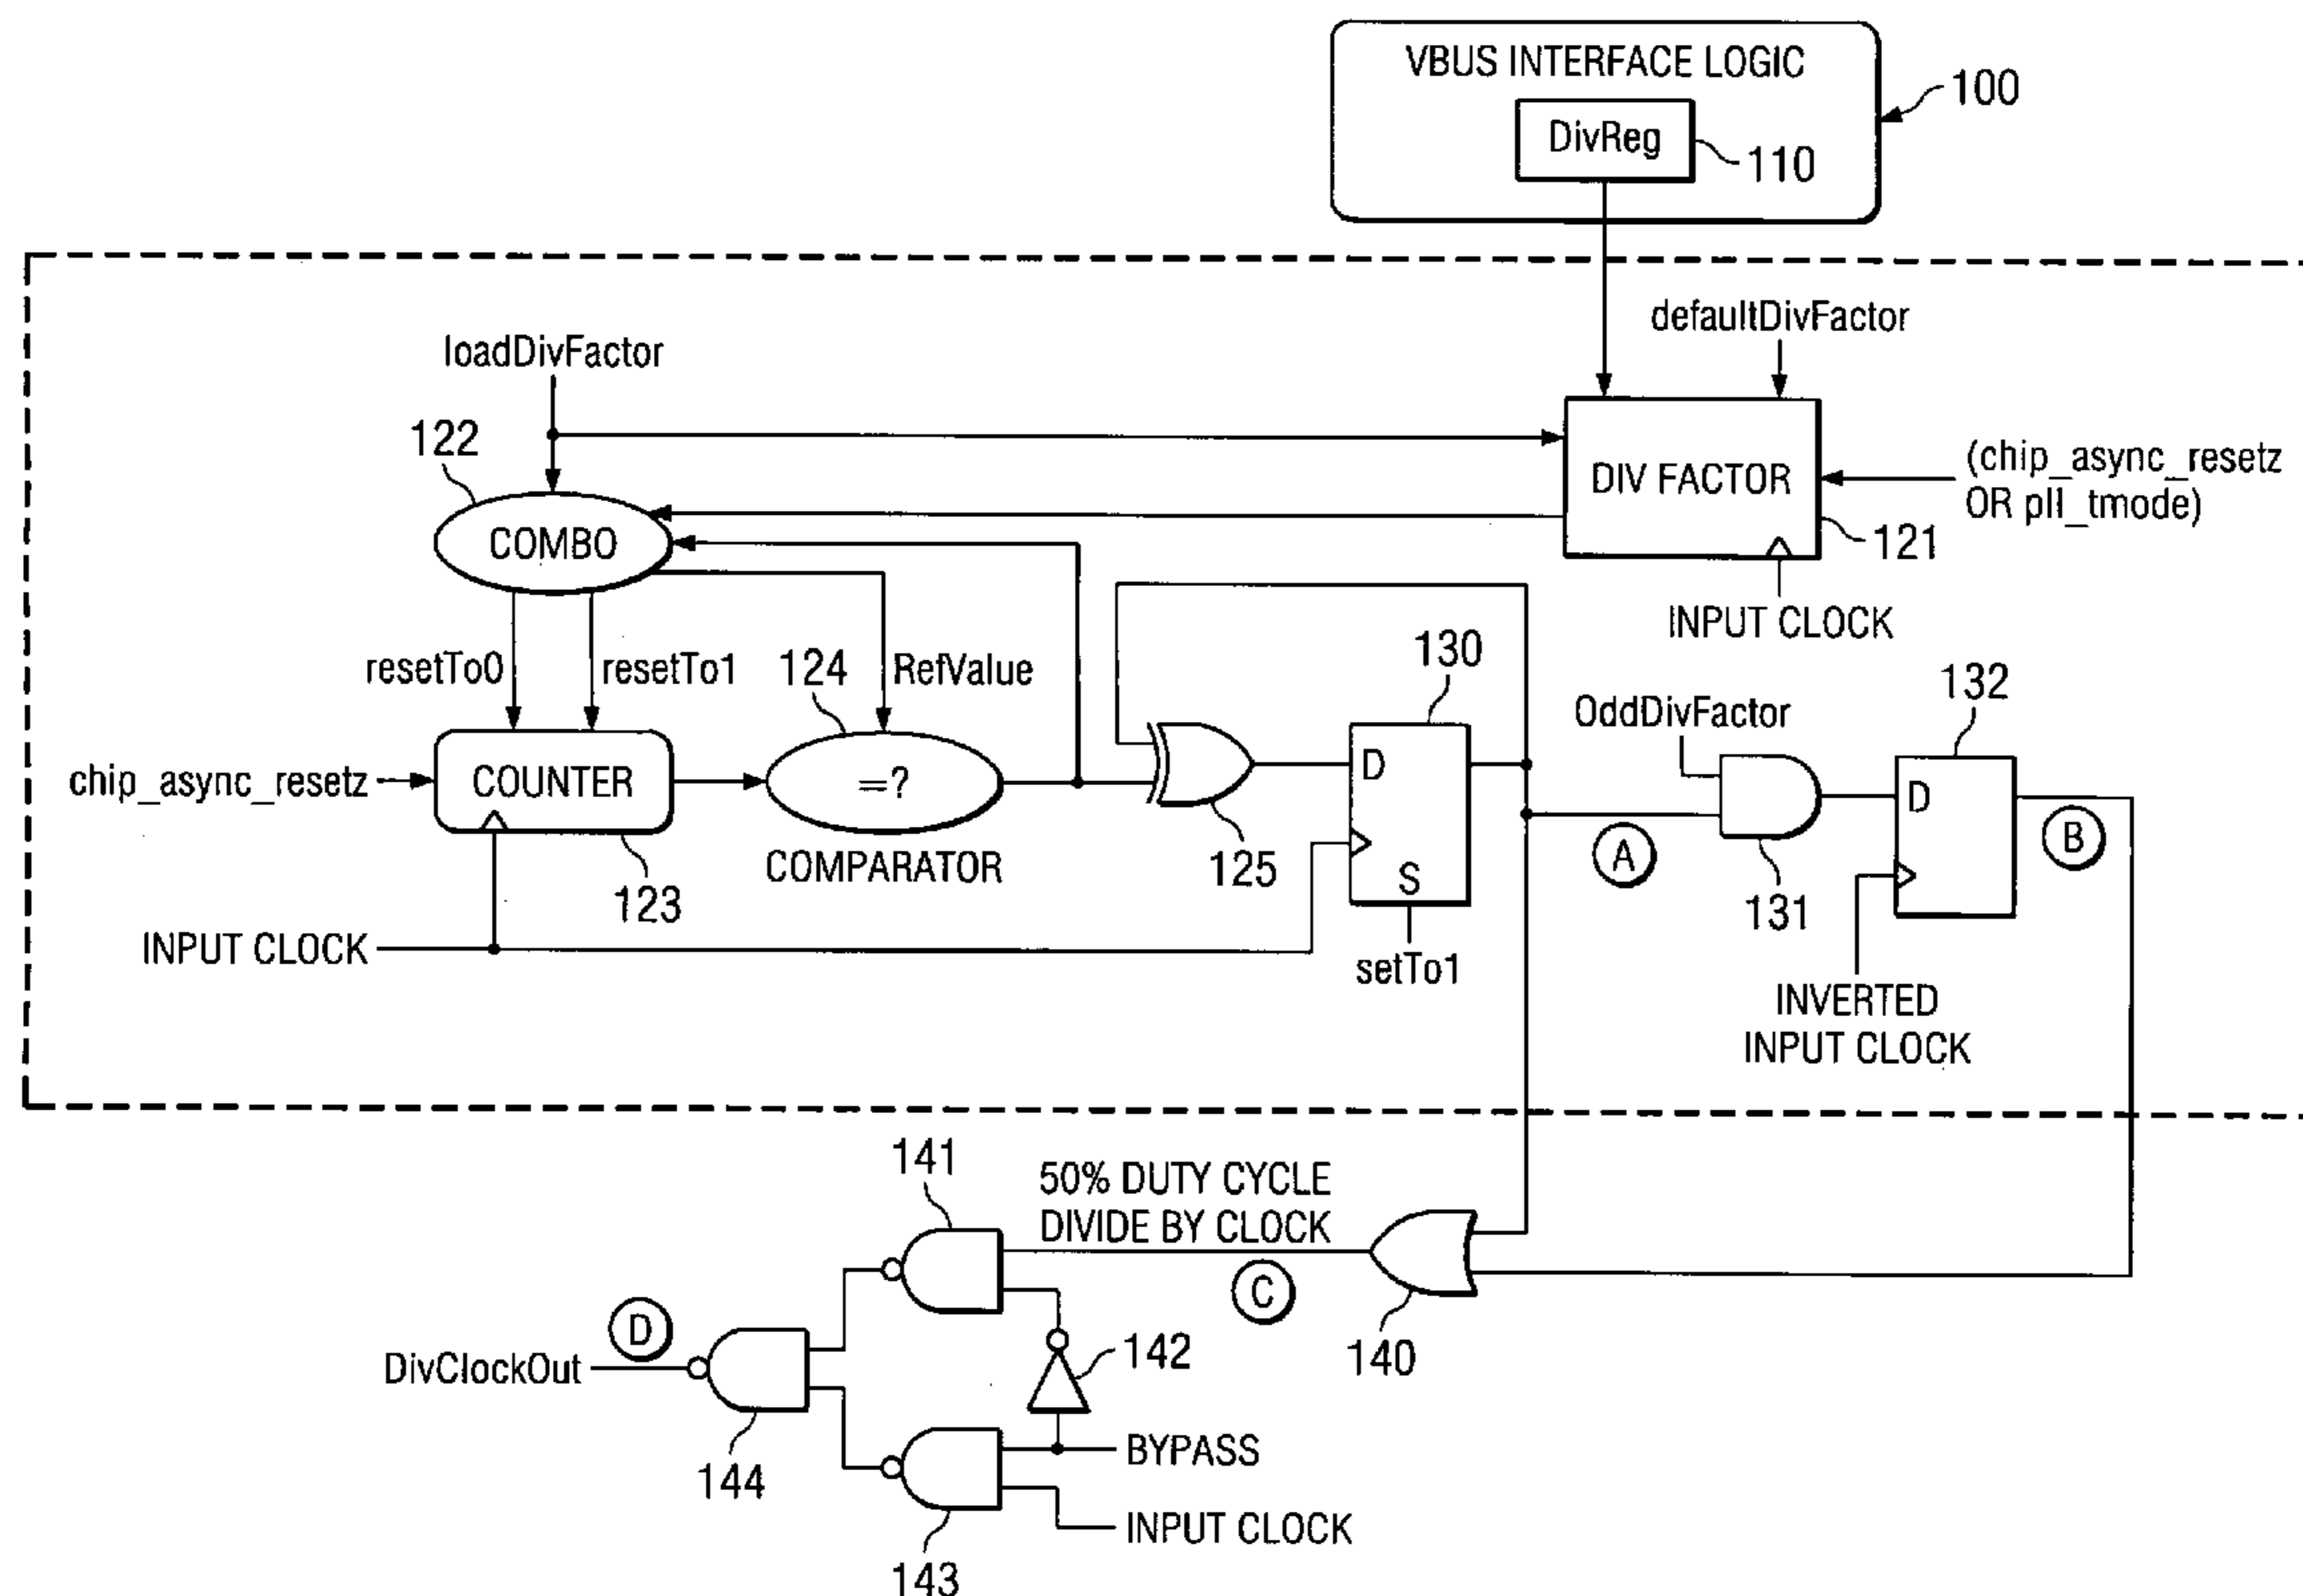 VBUS INTERFACE LOGIC
DivReg
100
110
defaultDivFactor
loadDivFactor
122
(chip_async_resetz
OR pll_tmode)
DIV FACTOR
121
COMBO
INPUT CLOCK
resetTo0
resetTo1
124
RefValue
130
132
OddDivFactor
chip_async_resetz
COUNTER
=?
D
D
A
B
COMPARATOR
125
S
131
123
INPUT CLOCK
setTo1
INVERTED
INPUT CLOCK
141
50% DUTY CYCLE
DIVIDE BY CLOCK
C
D
142
140
DivClockOut
BYPASS
144
INPUT CLOCK
143